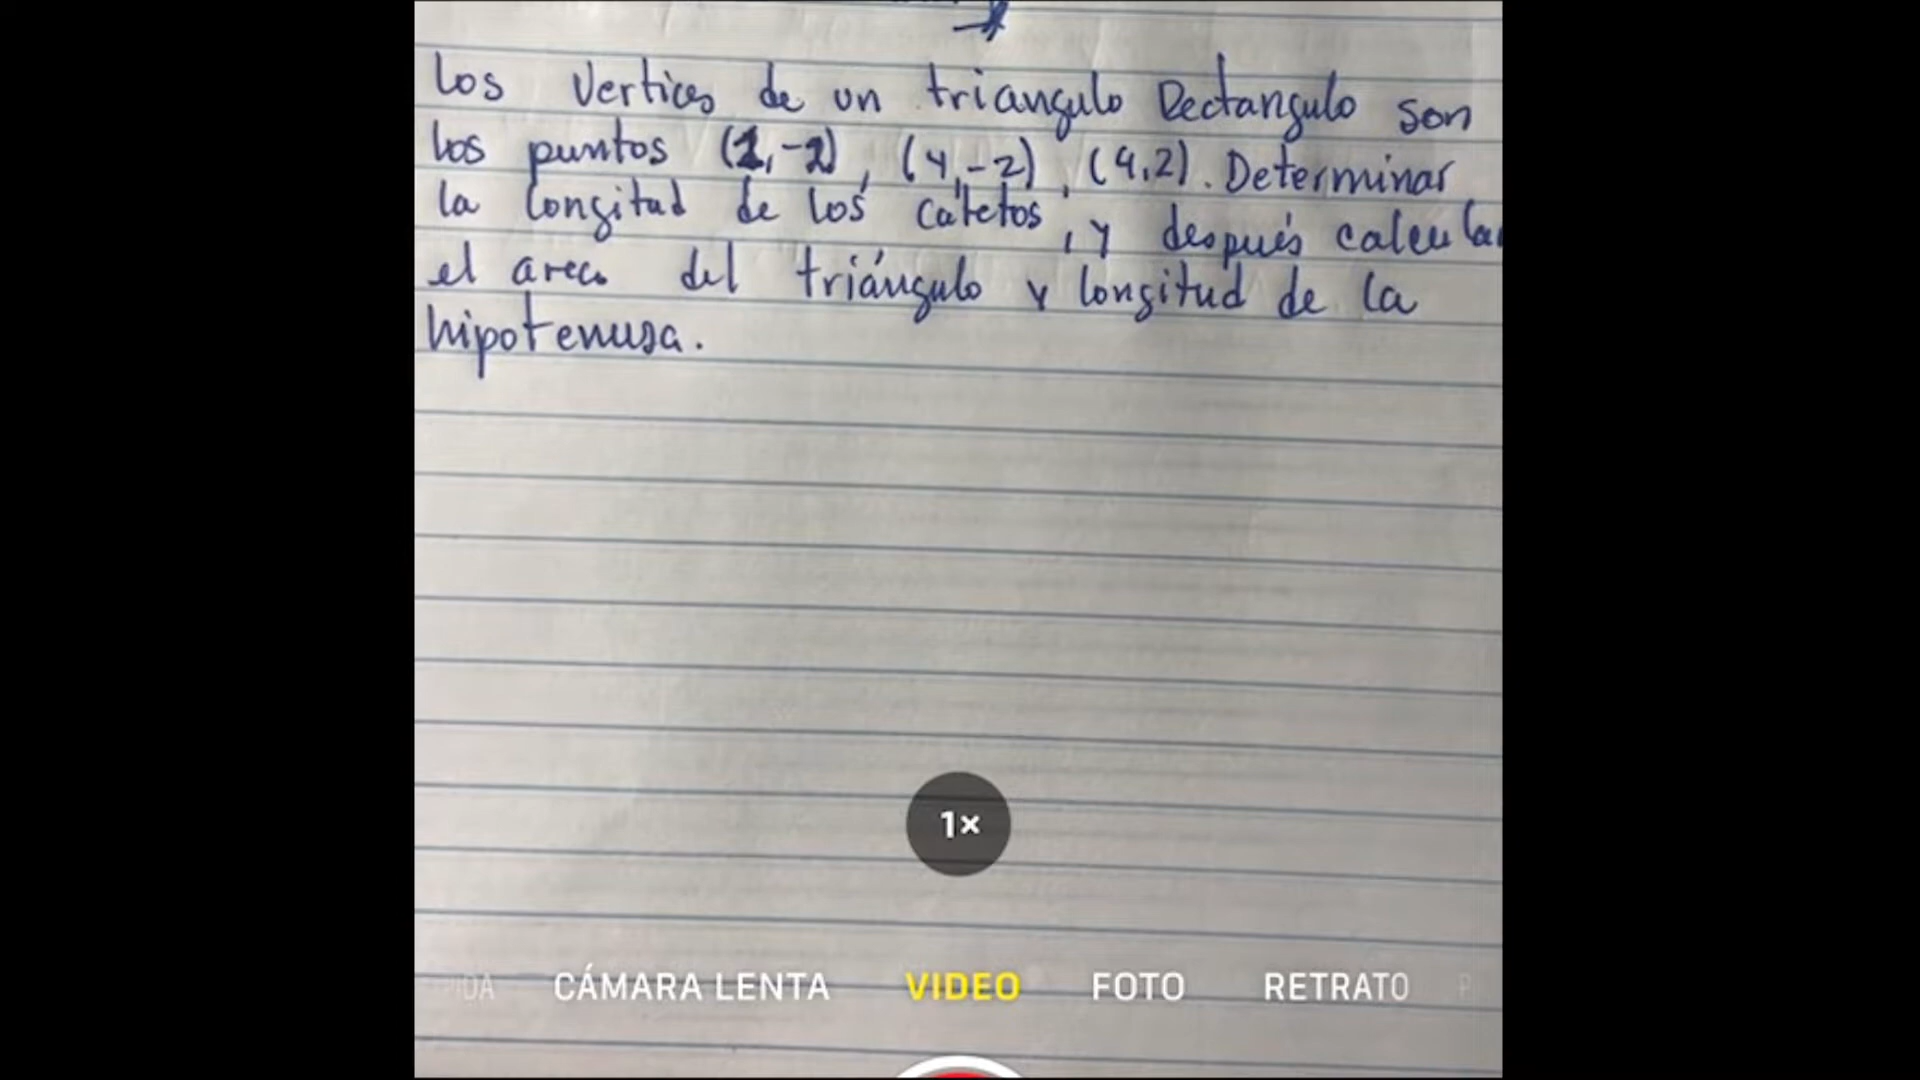 los Vertices de un triangulo Rectangulo son
los puntos (1,-2), (4,-2), (4,2). Determinar
la longitud de los catetos, y después calcular
el area del triángulo y longitud de la
hipotenusa.
1×
CÁMARA LENTA VIDEO FOTO RETRATO